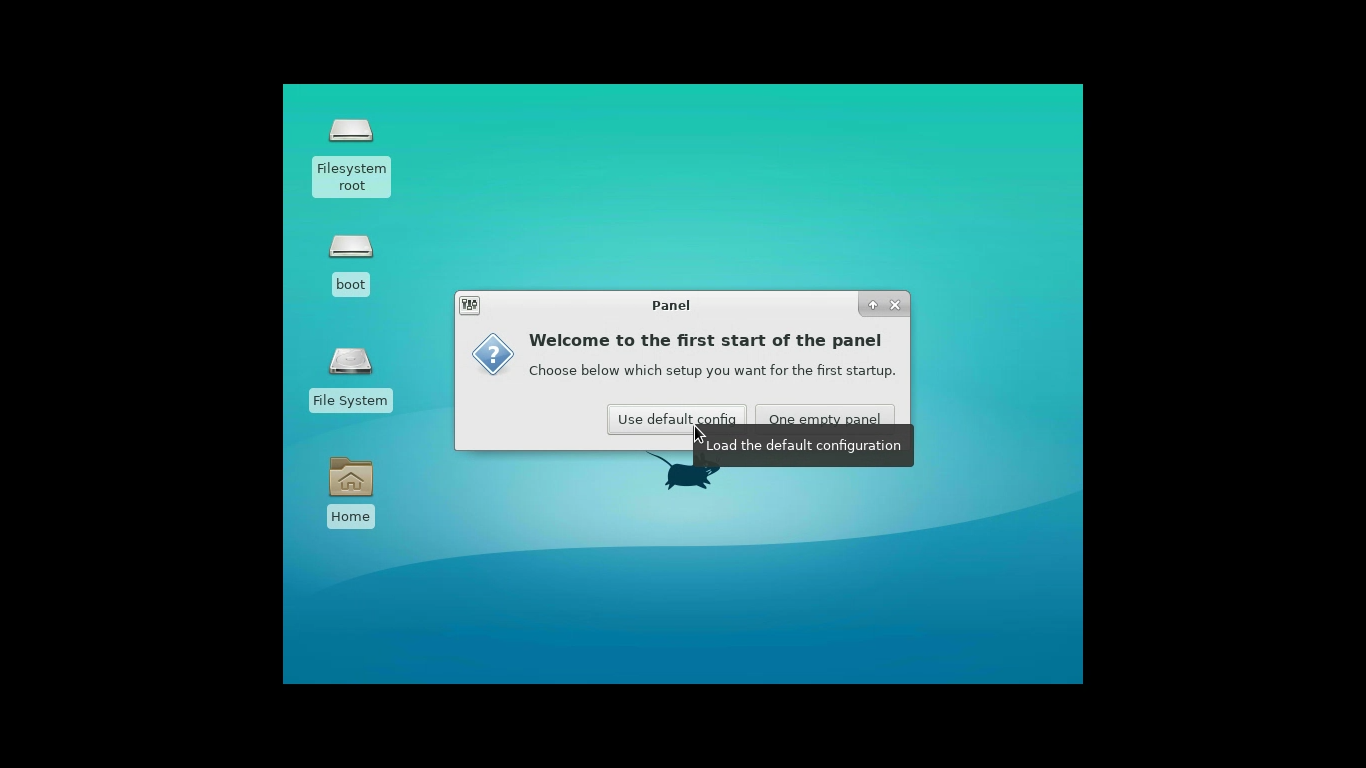 Filesystem
root
boot
File System
Home
Panel
Welcome to the first start of the panel
Choose below which setup you want for the first startup.
Use default config
One empty panel
Load the default configuration